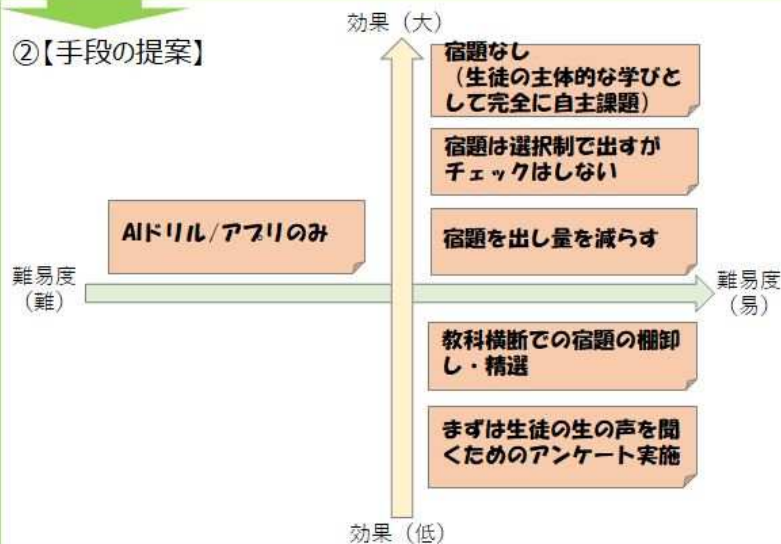 ②【手段の提案】
効果（大）
宿題なし
（生徒の主体的な学びと
して完全に自主課題）
宿題は選択制で出すが
チェックはしない
AIドリル/アプリのみ
宿題を出し量を減らす
難易度
（難）
難易度
（易）
教科横断での宿題の棚卸
し・精選
まずは生徒の生の声を聞
くためのアンケート実施
効果（低）